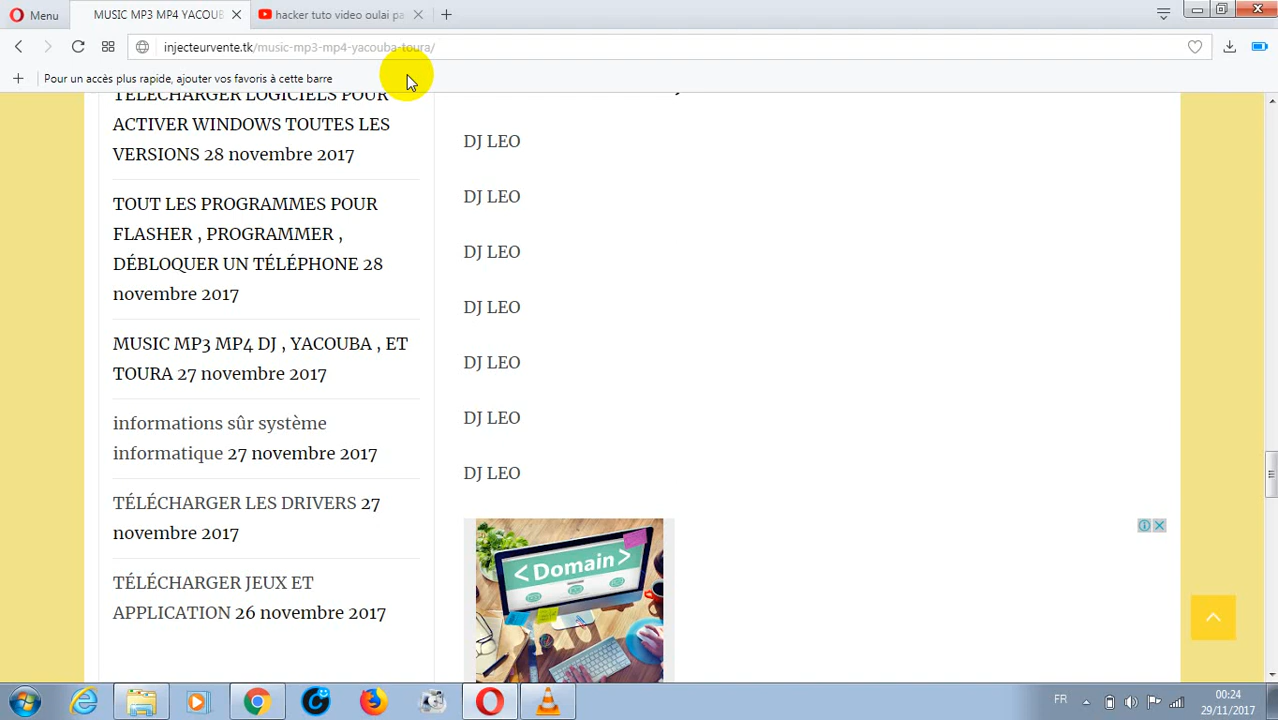 Menu
MUSIC MP3 MP4 YACOUB
hacker tuto video oulai pa
injecteurvente.tk/music-mp3-mp4-yacouba-toura/
Pour un accès plus rapide, ajouter vos favoris à cette barre
TÉLÉCHARGER LOGICIELS POUR
ACTIVER WINDOWS TOUTES LES
VERSIONS 28 novembre 2017
TOUT LES PROGRAMMES POUR
FLASHER , PROGRAMMER ,
DÉBLOQUER UN TÉLÉPHONE 28
novembre 2017
MUSIC MP3 MP4 DJ , YACOUBA , ET
TOURA 27 novembre 2017
informations sûr système
informatique 27 novembre 2017
TÉLÉCHARGER LES DRIVERS 27
novembre 2017
TÉLÉCHARGER JEUX ET
APPLICATION 26 novembre 2017
DJ LEO
DJ LEO
DJ LEO
DJ LEO
DJ LEO
DJ LEO
DJ LEO
<Domain>
FR
00:24
29/11/2017